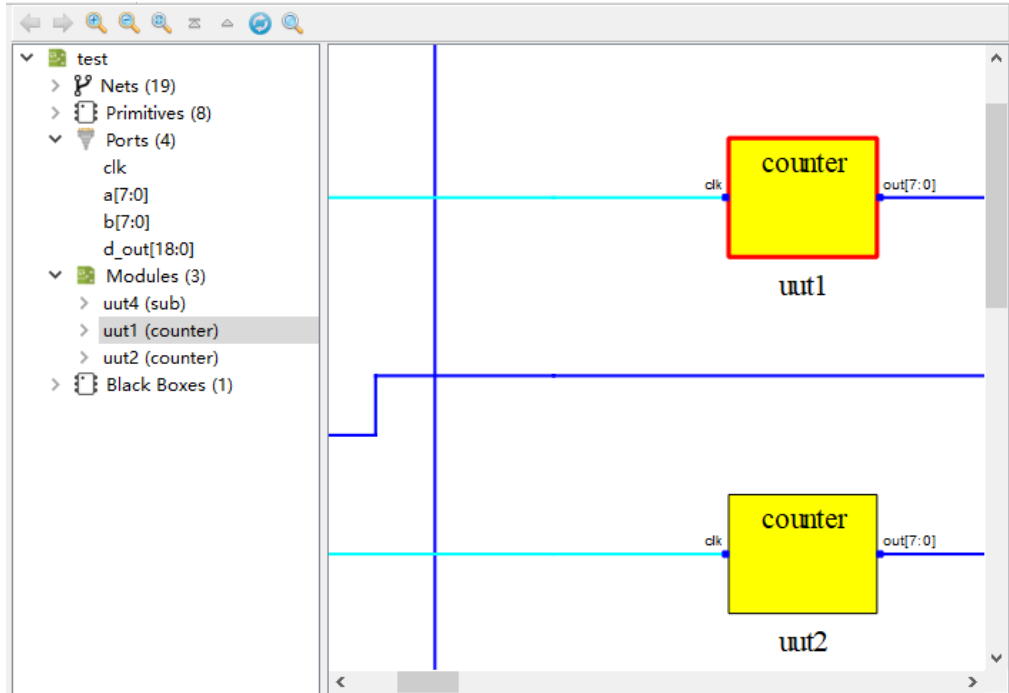 test
Nets (19)
Primitives (8)
Ports (4)
clk
a[7:0]
b[7:0]
d_out[18:0]
Modules (3)
uut4 (sub)
uut1 (counter)
uut2 (counter)
Black Boxes (1)
counter
clk
out[7:0]
uut1
counter
clk
out[7:0]
uut2